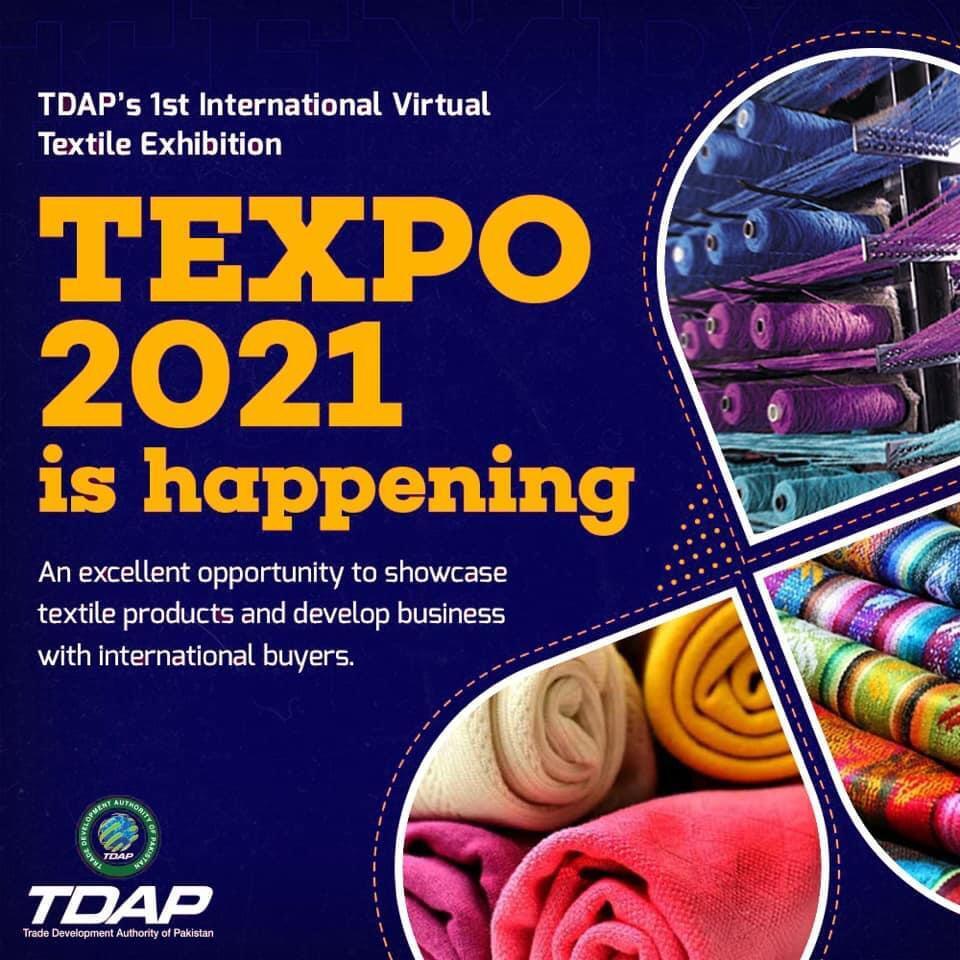 TEXPO
TDAP's 1st International Virtual
Textile Exhibition
TEXPO
2021
is happening
An excellent opportunity to showcase
textile products and develop business
with international buyers.
TRADE DEVELOPMENT AUTHORITY OF PAKISTAN
TDAP
TDAP
Trade Development Authority of Pakistan